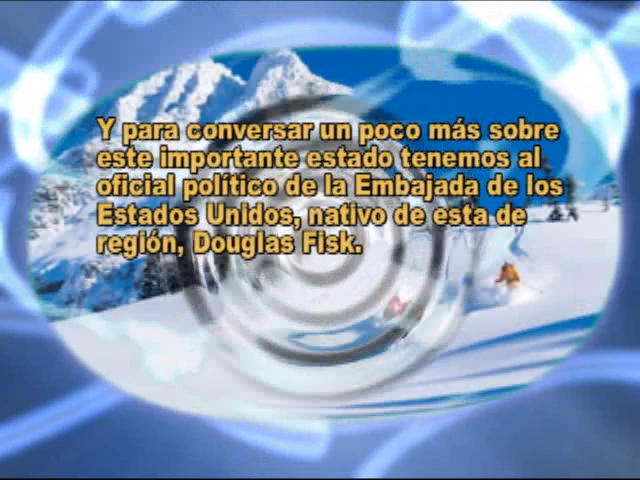 Y para conversar un poco más sobre
este importante estado tenemos al
oficial político de la Embajada de los
Estados Unidos, nativo de esta de
región, Douglas Fisk.